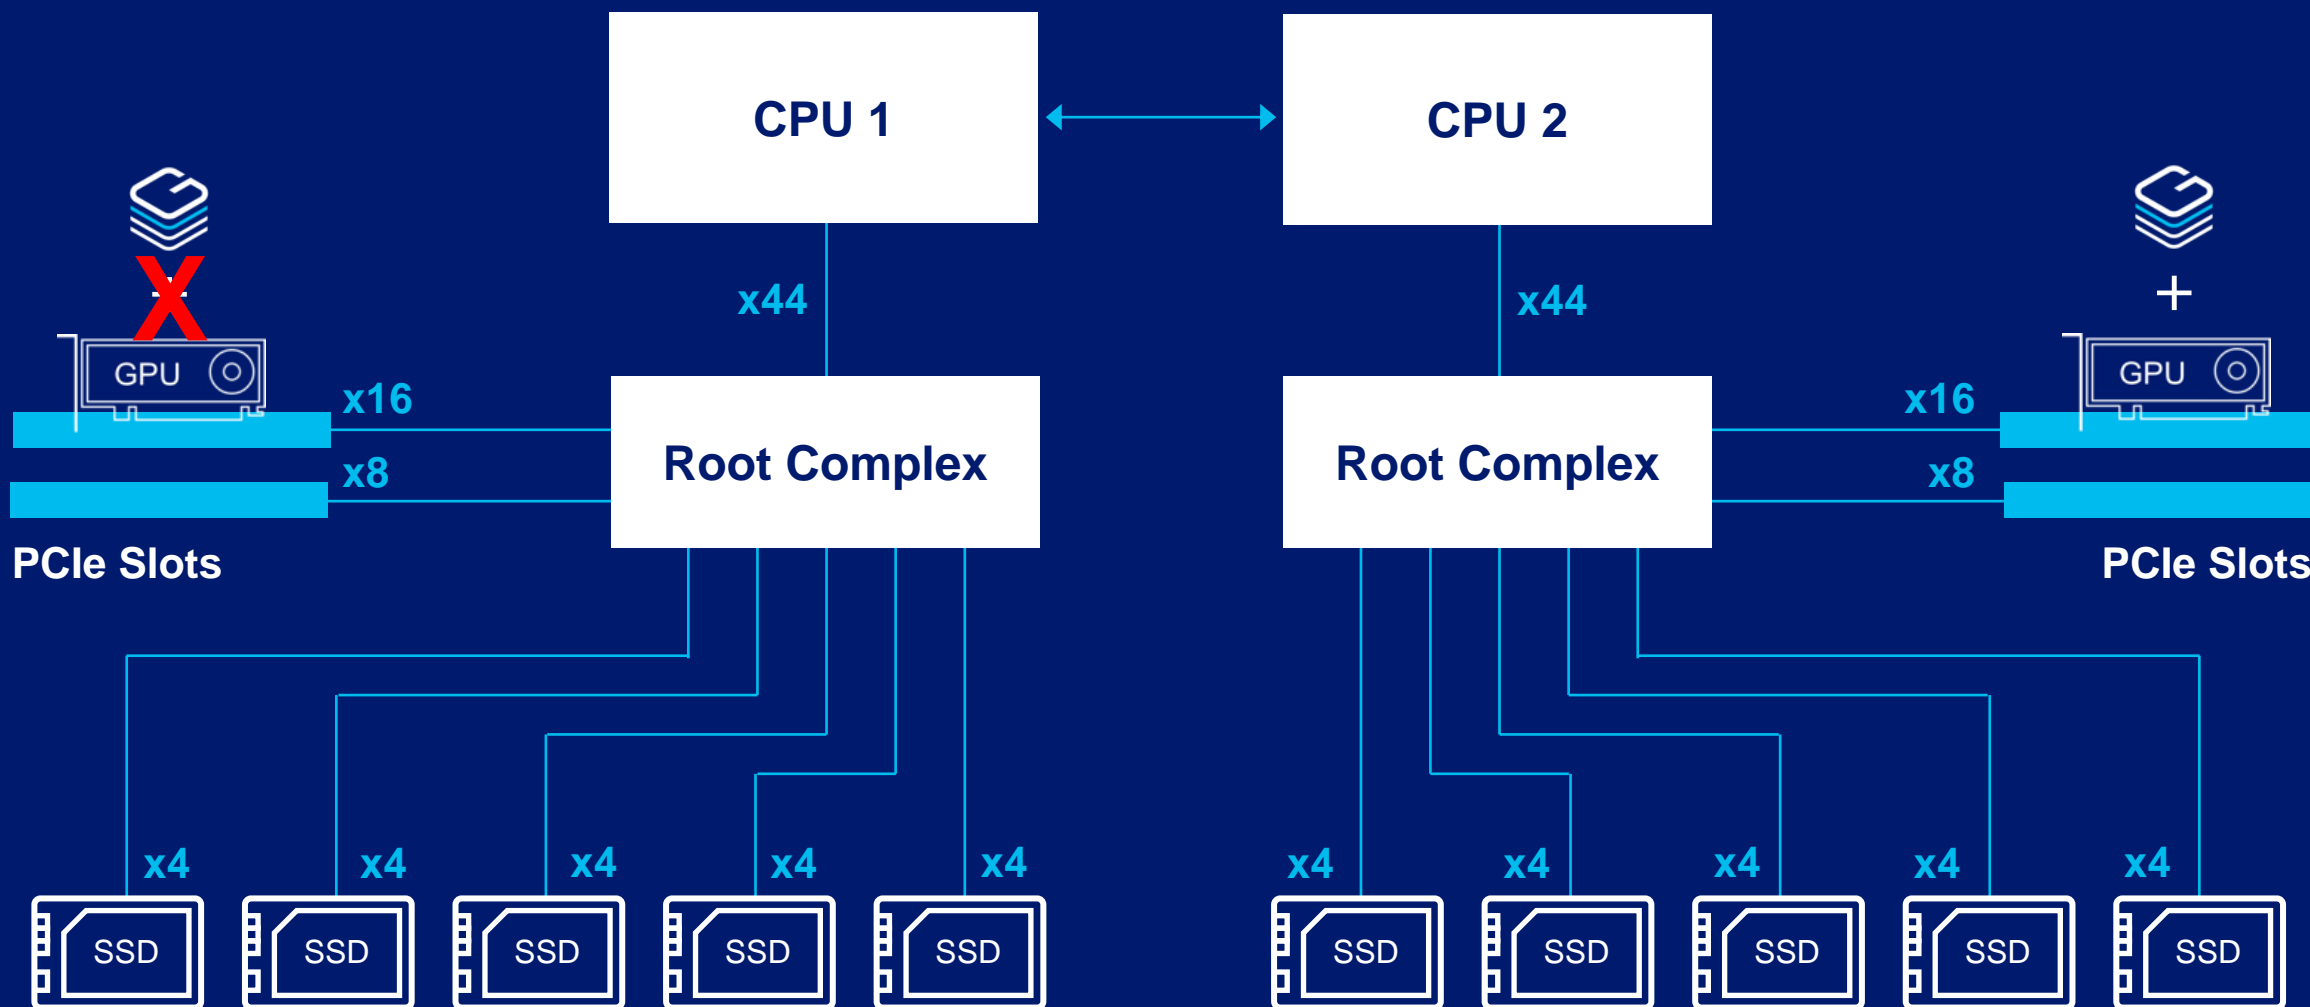 CPU 1
CPU 2
x44
x44
X
+
+
GPU
GPU
x16
x16
Root Complex
Root Complex
x8
x8
PCIe Slots
PCIe Slots
x4
x4
x4
x4
x4
x4
x4
x4
x4
x4
SSD
SSD
SSD
SSD
SSD
SSD
SSD
SSD
SSD
SSD